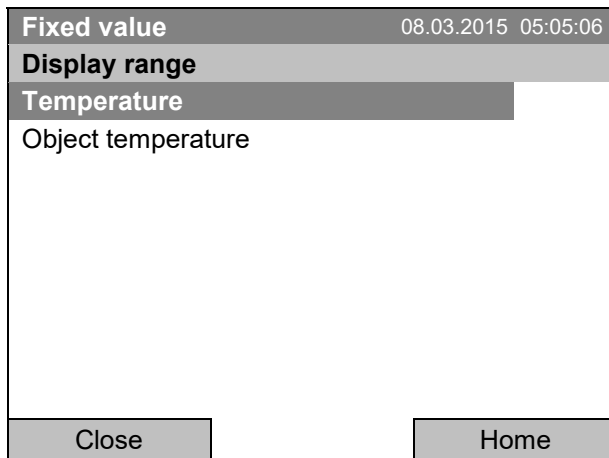 Fixed value 08.03.2015 05:05:06
Display range
Temperature
Object temperature
Close Home